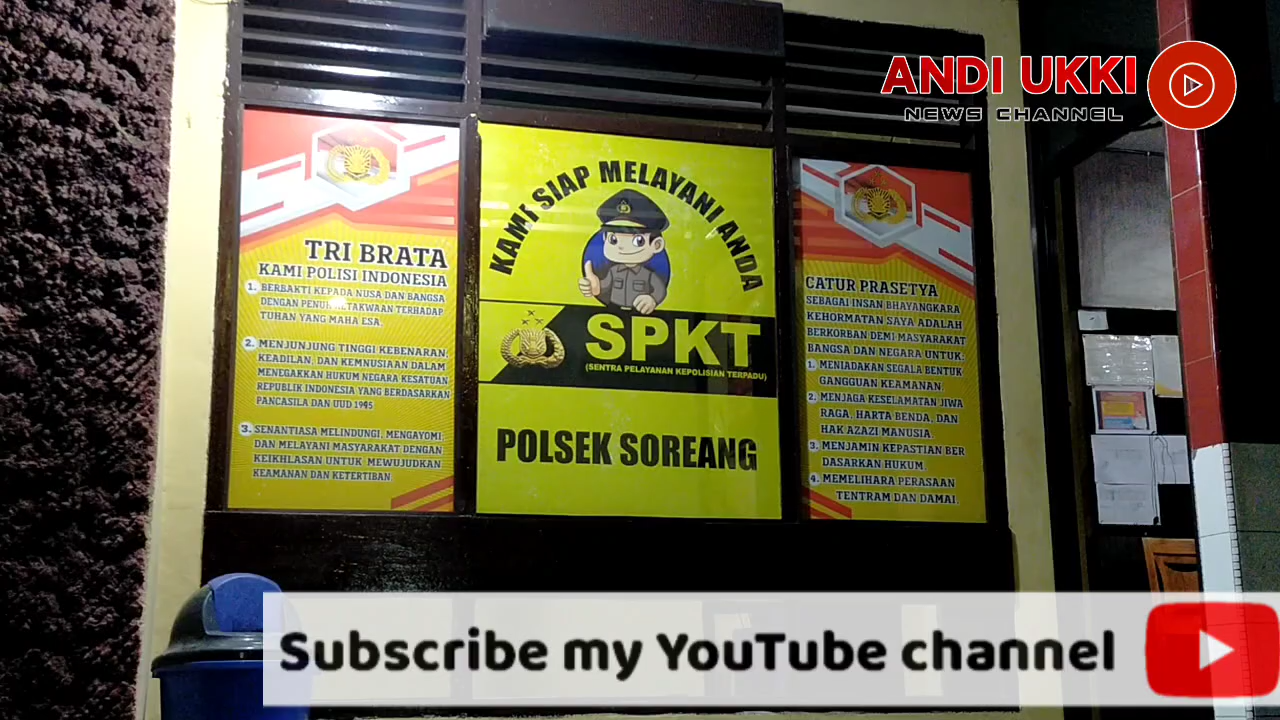 ANDI UKKI
NEWS CHANNEL
TRI BRATA
KAMI POLISI INDONESIA
1. BERBAKTI KEPADA NUSA DAN BANGSA
DENGAN PENUH KETAKWAAN TERHADAP
TUHAN YANG MAHA ESA.
2. MENJUNJUNG TINGGI KEBENARAN,
KEADILAN, DAN KEMNUSIAAN DALAM
MENEGAKKAN HUKUM NEGARA KESATUAN
REPUBLIK INDONESIA YANG BERDASARKAN
PANCASILA DAN UUD 1945
3. SENANTIASA MELINDUNGI, MENGAYOMI
DAN MELAYANI MASYARAKAT DENGAN
KEIKHLASAN UNTUK MEWUJUDKAN
KEAMANAN DAN KETERTIBAN
KAMI SIAP MELAYANI ANDA
SPKT
(SENTRA PELAYANAN KEPOLISIAN TERPADU)
POLSEK SOREANG
CATUR PRASETYA
SEBAGAI INSAN BHAYANGKARA
KEHORMATAN SAYA ADALAH
BERKORBAN DEMI MASYARAKAT
BANGSA DAN NEGARA UNTUK:
1. MENIADAKAN SEGALA BENTUK
GANGGUAN KEAMANAN.
2. MENJAGA KESELAMATAN JIWA
RAGA, HARTA BENDA, DAN
HAK AZAZI MANUSIA.
3. MENJAMIN KEPASTIAN BER
DASARKAN HUKUM
4. MEMELIHARA PERASAAN
TENTRAM DAN DAMAI.
Subscribe my YouTube channel